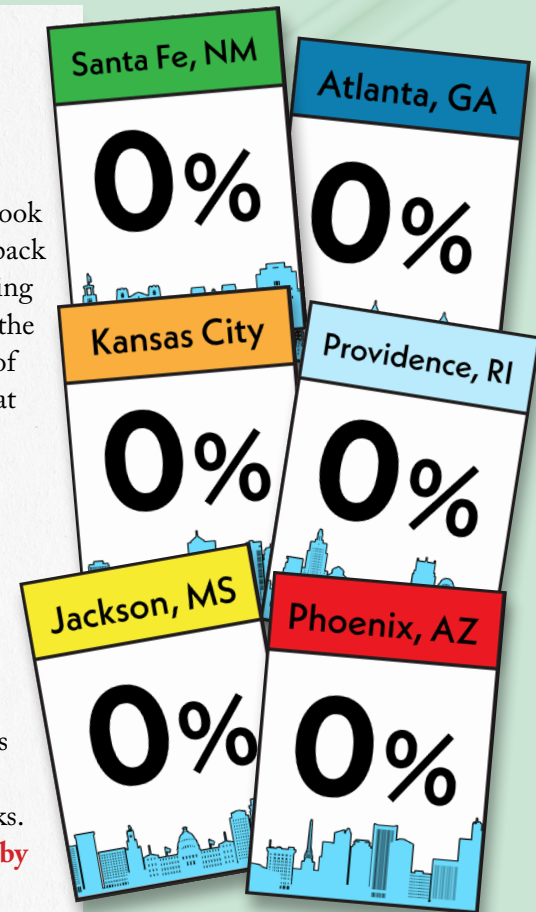 ook
back
ing
the
of
at
s
ks.
by
Santa Fe, NM
0%
Atlanta, GA
0%
Kansas City
0%
Providence, RI
0%
Jackson, MS
0%
Phoenix, AZ
0%